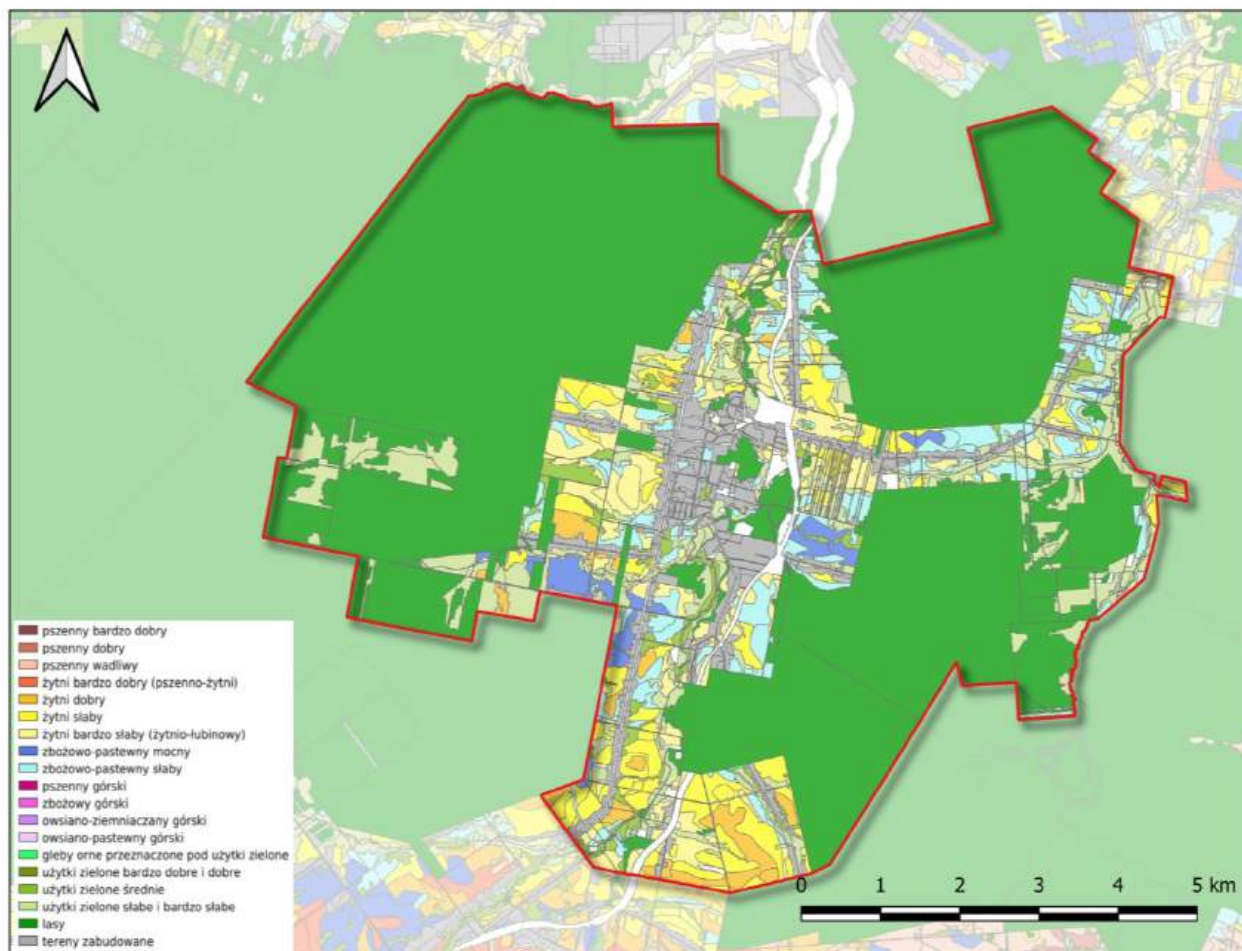 pszenny bardzo dobry
pszenny dobry
pszenny wadliwy
żytni bardzo dobry (pszenno-żytni)
żytni dobry
żytni słaby
żytni bardzo słaby (żytnio-łubinowy)
zbożowo-pastewny mocny
zbożowo-pastewny słaby
pszenny górski
zbożowy górski
owsiano-ziemniaczany górski
owsiano-pastewny górski
gleby orne przeznaczone pod użytki zielone
użytki zielone bardzo dobre i dobre
użytki zielone średnie
użytki zielone słabe i bardzo słabe
lasy
tereny zabudowane
0 1 2 3 4 5 km